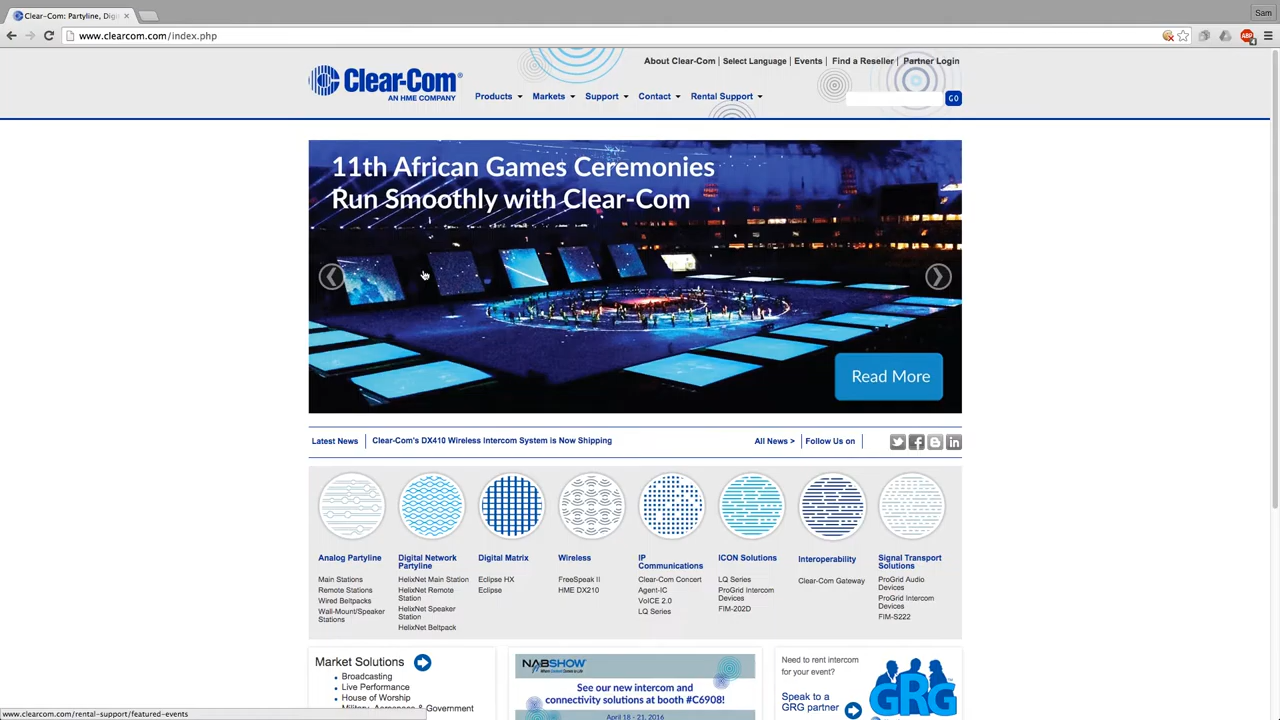 Clear-Com: Partyline, Digi
Sam
www.clearcom.com/index.php
About Clear-Com | Select Language | Events | Find a Reseller | Partner Login
Clear-Com®
AN HME COMPANY
Products Markets Support Contact Rental Support
GO
11th African Games Ceremonies
Run Smoothly with Clear-Com
Read More
Latest News
Clear-Com's DX410 Wireless Intercom System is Now Shipping
All News >
Follow Us on
Analog Partyline
Main Stations
Remote Stations
Wired Beltpacks
Wall-Mount/Speaker
Stations
Digital Network
Partyline
HelixNet Main Station
HelixNet Remote
Station
HelixNet Speaker
Station
HelixNet Beltpack
Digital Matrix
Eclipse HX
Eclipse
Wireless
FreeSpeak II
HME DX210
IP
Communications
Clear-Com Concert
Agent-IC
VoICE 2.0
LQ Series
ICON Solutions
LQ Series
ProGrid Intercom
Devices
FIM-202D
Interoperability
Clear-Com Gateway
Signal Transport
Solutions
ProGrid Audio
Devices
ProGrid Intercom
Devices
FIM-S222
Market Solutions
Broadcasting
Live Performance
House of Worship
Military, Aerospace & Government
NABSHOW
See our new intercom and
connectivity solutions at booth #C6908!
April 18 - 21, 2016
Need to rent intercom
for your event?
Speak to a
GRG partner
GRG
www.clearcom.com/rental-support/featured-events